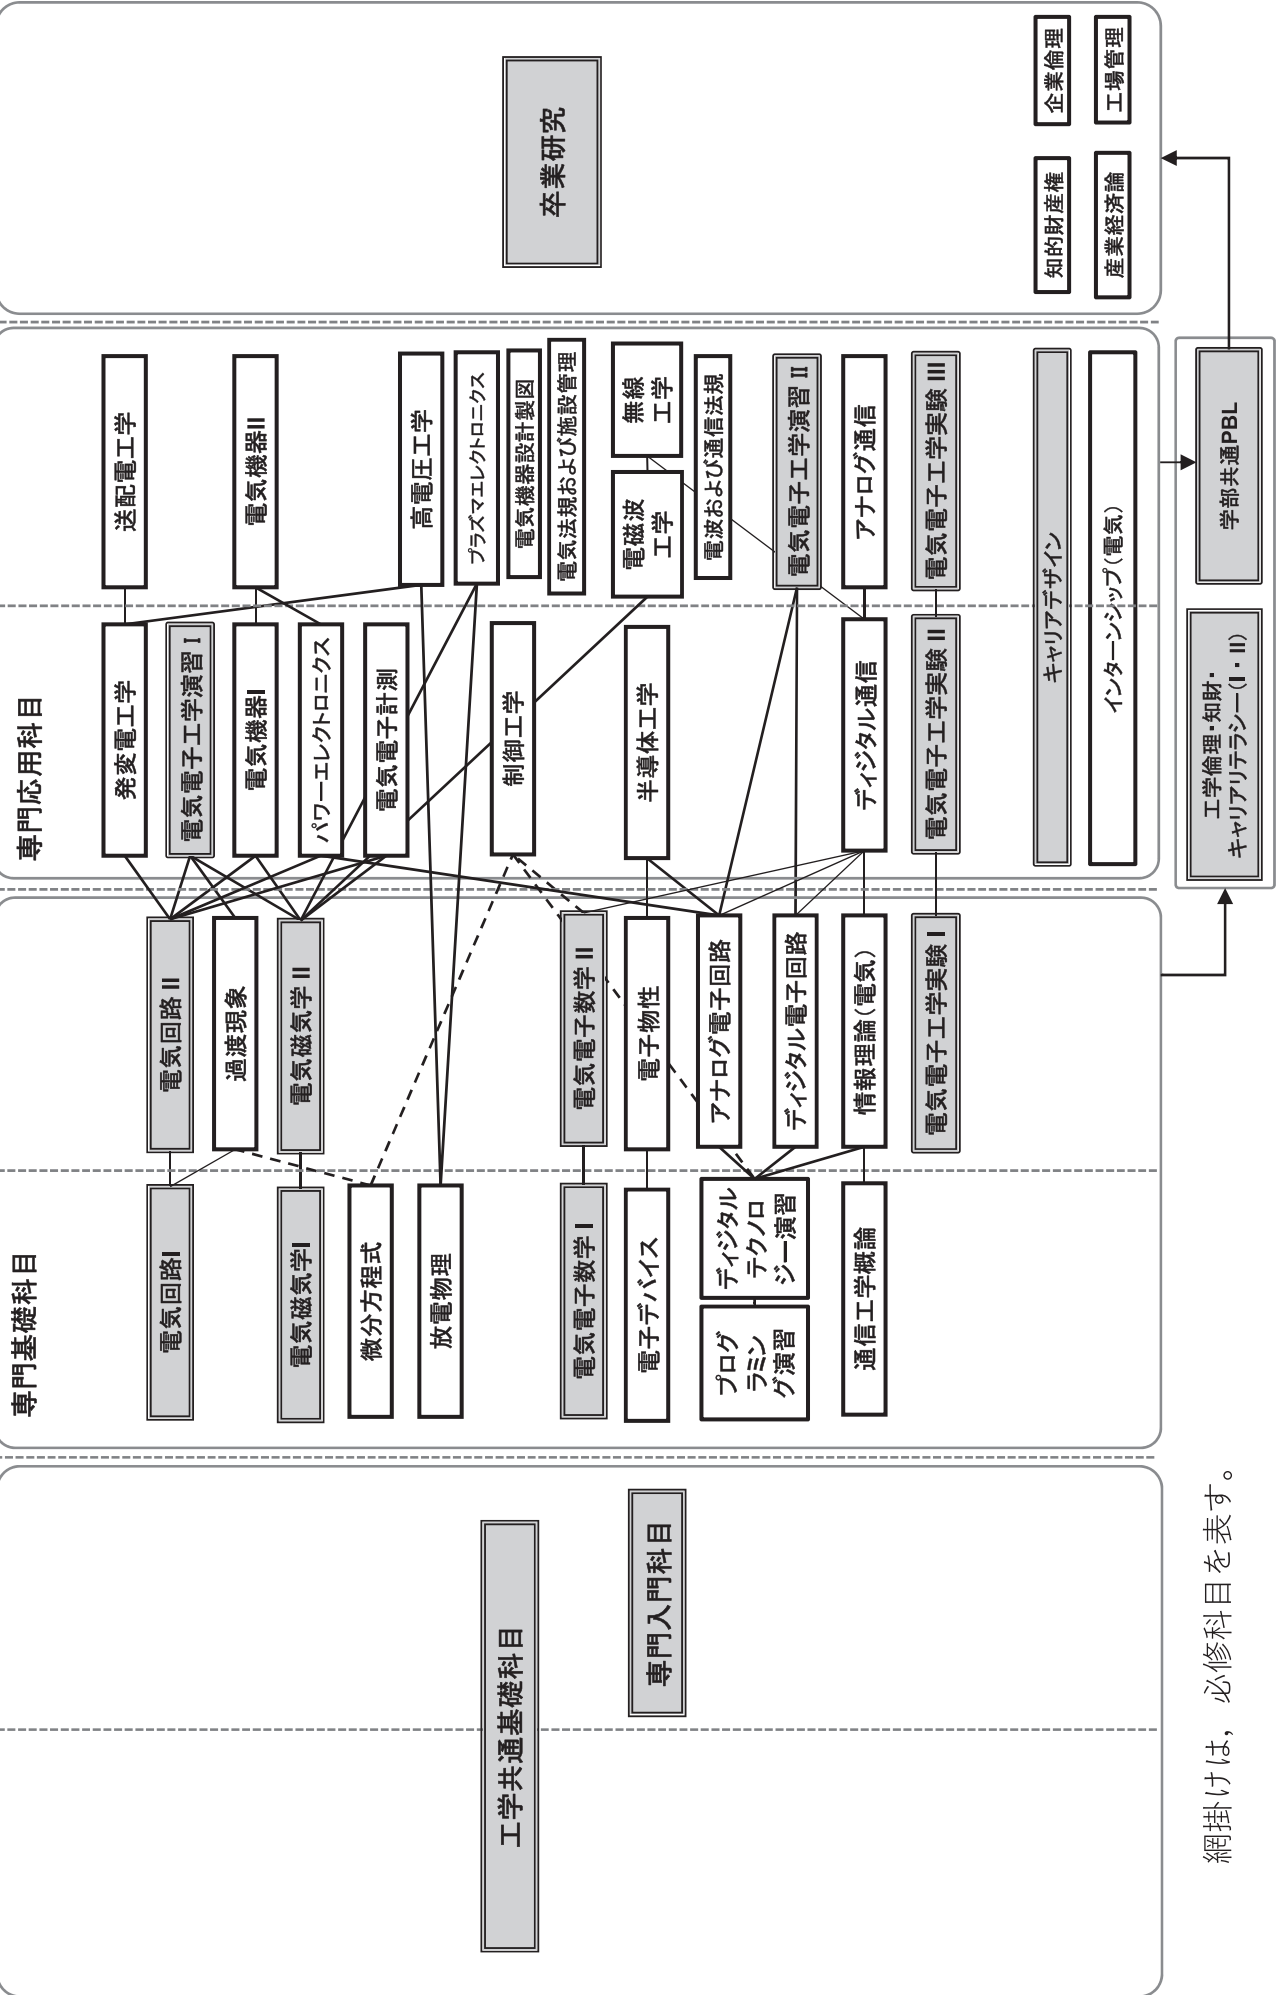 専門基礎科目
専門応用科目
工学共通基礎科目
専門入門科目
電気回路I
電気磁気学I
微分方程式
放電物理
電気電子数学 I
電子デバイス
プログ
ラミン
グ演習
ディジタル
テクノロ
ジー演習
通信工学概論
電気回路 II
過渡現象
電気磁気学 II
電気電子数学 II
電子物性
アナログ電子回路
ディジタル電子回路
情報理論(電気)
電気電子工学実験 I
発変電工学
電気電子工学演習 I
電気機器I
パワーエレクトロニクス
電気電子計測
制御工学
半導体工学
ディジタル通信
電気電子工学実験 II
送配電工学
電気機器II
高電圧工学
プラズマエレクトロニクス
電気機器設計製図
電気法規および施設管理
電磁波
工学
無線
工学
電波および通信法規
電気電子工学演習 II
アナログ通信
電気電子工学実験 III
キャリアデザイン
インターンシップ(電気)
卒業研究
知的財産権
企業倫理
産業経済論
工場管理
工学倫理・知財・
キャリアリテラシー(I・II)
学部共通PBL
網掛けは，必修科目を表す。